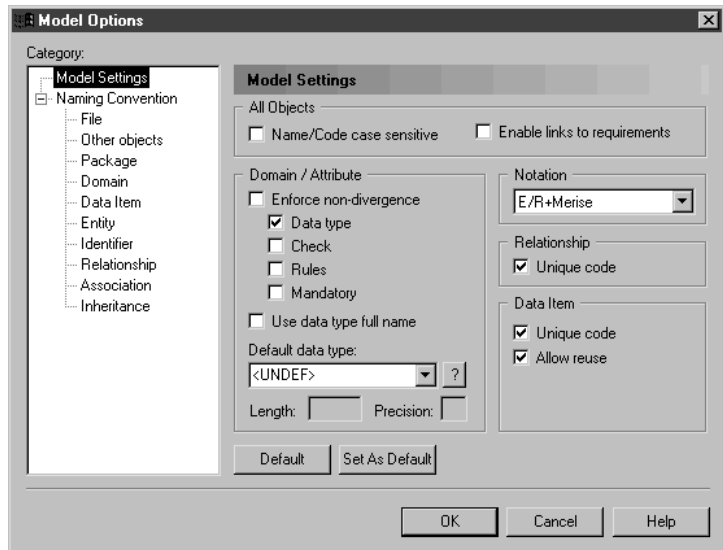 Model Options
Category:
Model Settings
Naming Convention
File
Other objects
Package
Domain
Data Item
Entity
Identifier
Relationship
Association
Inheritance
Model Settings
All Objects
Name/Code case sensitive
Enable links to requirements
Domain / Attribute
Enforce non-divergence
Data type
Check
Rules
Mandatory
Use data type full name
Default data type:
<UNDEF>
?
Length:
Precision:
Notation
E/R+Merise
Relationship
Unique code
Data Item
Unique code
Allow reuse
Default
Set As Default
OK
Cancel
Help